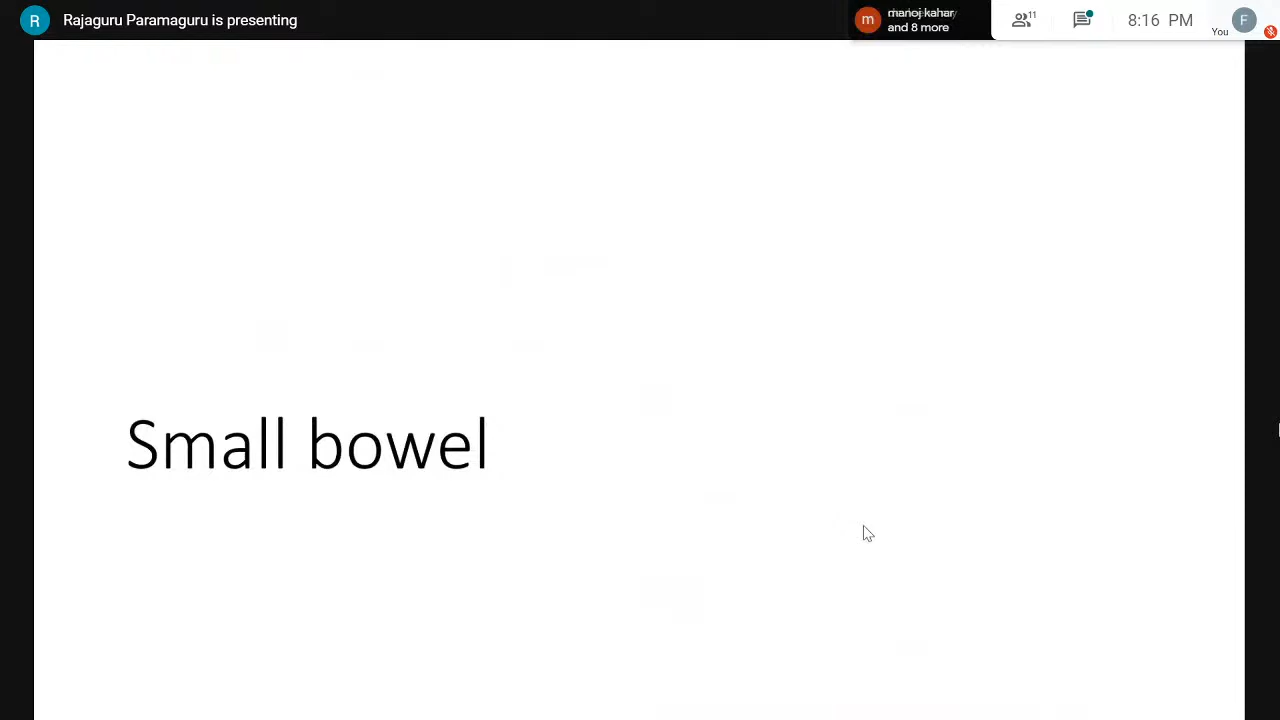 R Rajaguru Paramaguru is presenting
m manoj kahar
and 8 more
11
8:16 PM
You
F
Small bowel